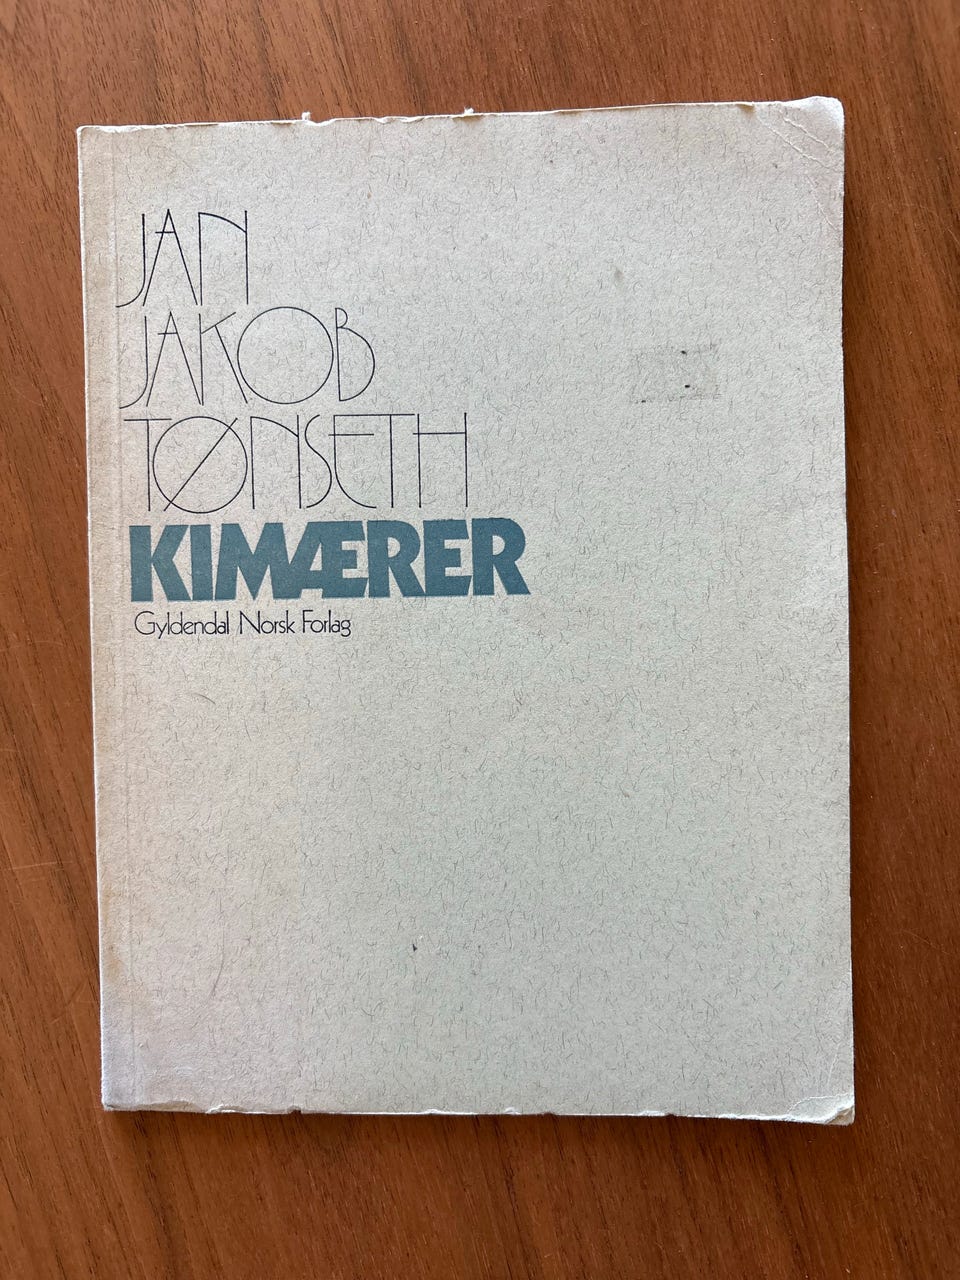 JAN
JAKOB
TØNSETH
KIMÆRER
Gyldendal Norsk Forlag